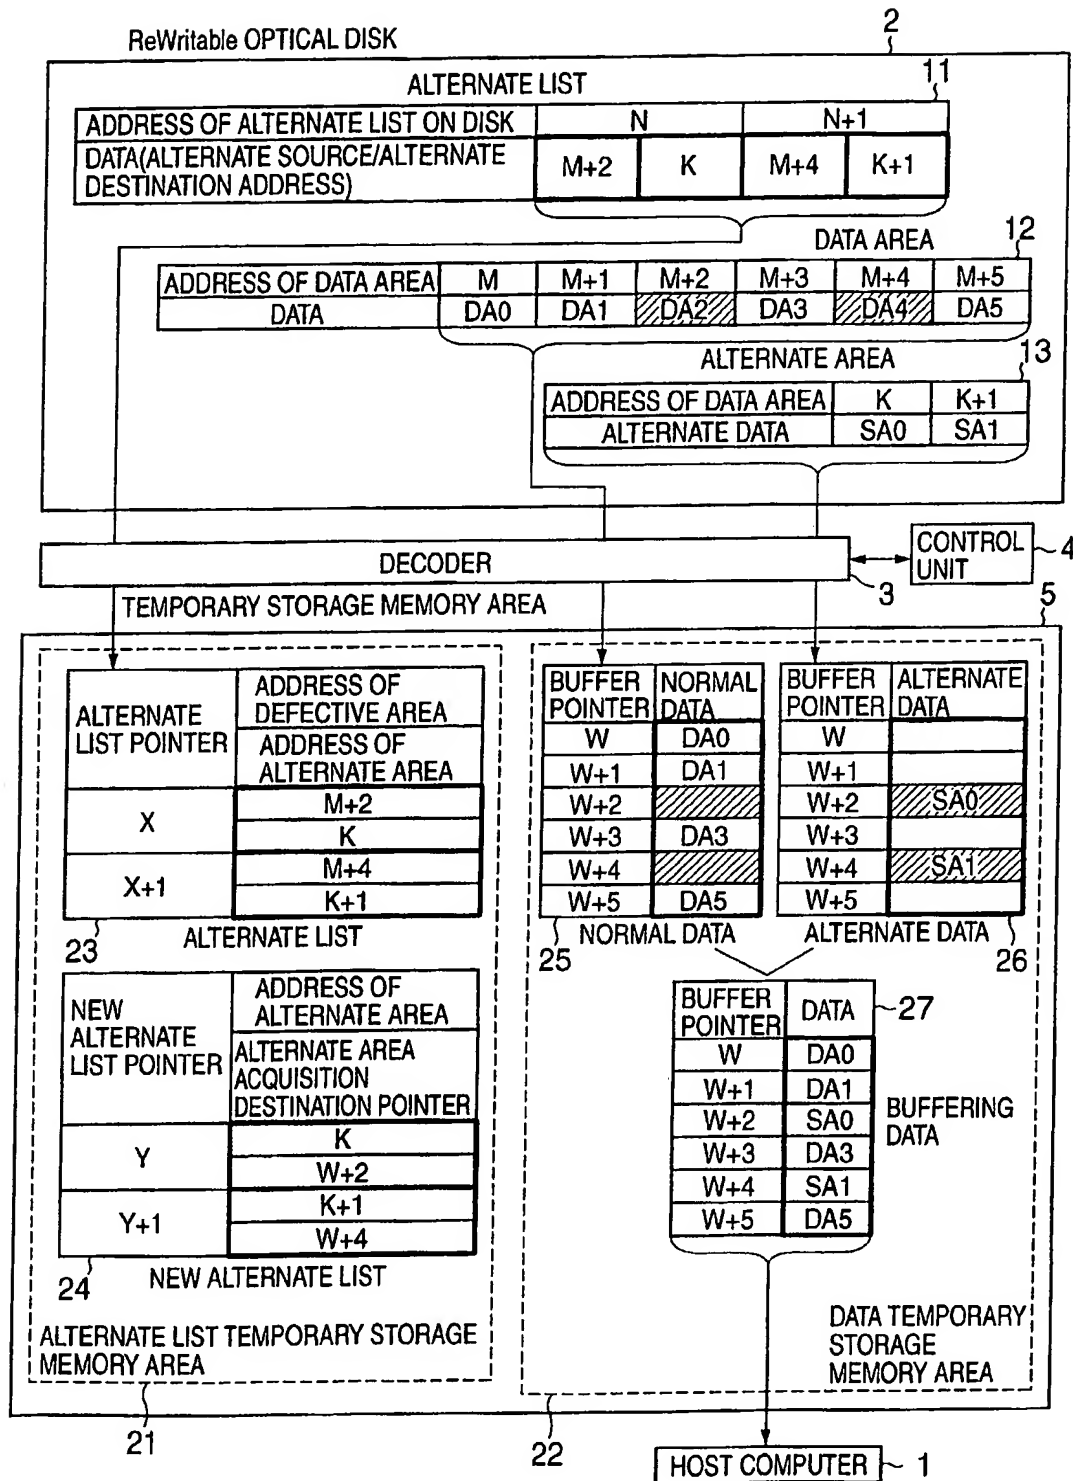 ReWritable OPTICAL DISK
2
ALTERNATE LIST
11
ADDRESS OF ALTERNATE LIST ON DISK N N+1
DATA(ALTERNATE SOURCE/ALTERNATE DESTINATION ADDRESS) M+2 K M+4 K+1
DATA AREA
12
ADDRESS OF DATA AREA M M+1 M+2 M+3 M+4 M+5
DATA DA0 DA1 DA2 DA3 DA4 DA5
ALTERNATE AREA
13
ADDRESS OF DATA AREA K K+1
ALTERNATE DATA SA0 SA1
DECODER
3
CONTROL
UNIT
4
TEMPORARY STORAGE MEMORY AREA
5
ALTERNATE
LIST POINTER
ADDRESS OF
DEFECTIVE AREA
ADDRESS OF
ALTERNATE AREA
X
M+2
K
X+1
M+4
K+1
23
ALTERNATE LIST
NEW
ALTERNATE
LIST POINTER
ADDRESS OF
ALTERNATE AREA
ALTERNATE AREA
ACQUISITION
DESTINATION POINTER
Y
K
W+2
Y+1
K+1
W+4
24
NEW ALTERNATE LIST
ALTERNATE LIST TEMPORARY STORAGE
MEMORY AREA
21
BUFFER
POINTER
NORMAL
DATA
W DA0
W+1 DA1
W+2
W+3 DA3
W+4
W+5 DA5
25
NORMAL DATA
BUFFER
POINTER
ALTERNATE
DATA
W
W+1
W+2 SA0
W+3
W+4 SA1
W+5
ALTERNATE DATA
26
BUFFER
POINTER
DATA
27
W DA0
W+1 DA1
W+2 SA0
W+3 DA3
W+4 SA1
W+5 DA5
BUFFERING
DATA
DATA TEMPORARY
STORAGE
MEMORY AREA
22
HOST COMPUTER
1